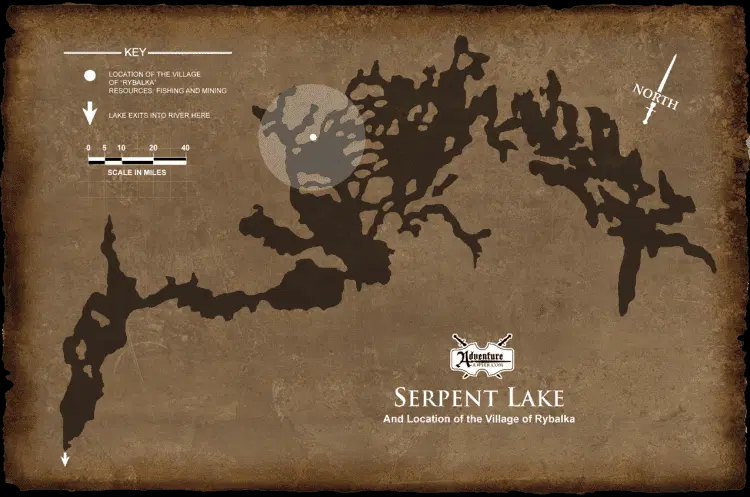 KEY
LOCATION OF THE VILLAGE
OF "RYBALKA"
RESOURCES: FISHING AND MINING
LAKE EXITS INTO RIVER HERE
0 5 10 20 40
SCALE IN MILES
NORTH
Adventure
AWEEK.COM
SERPENT LAKE
And Location of the Village of Rybalka